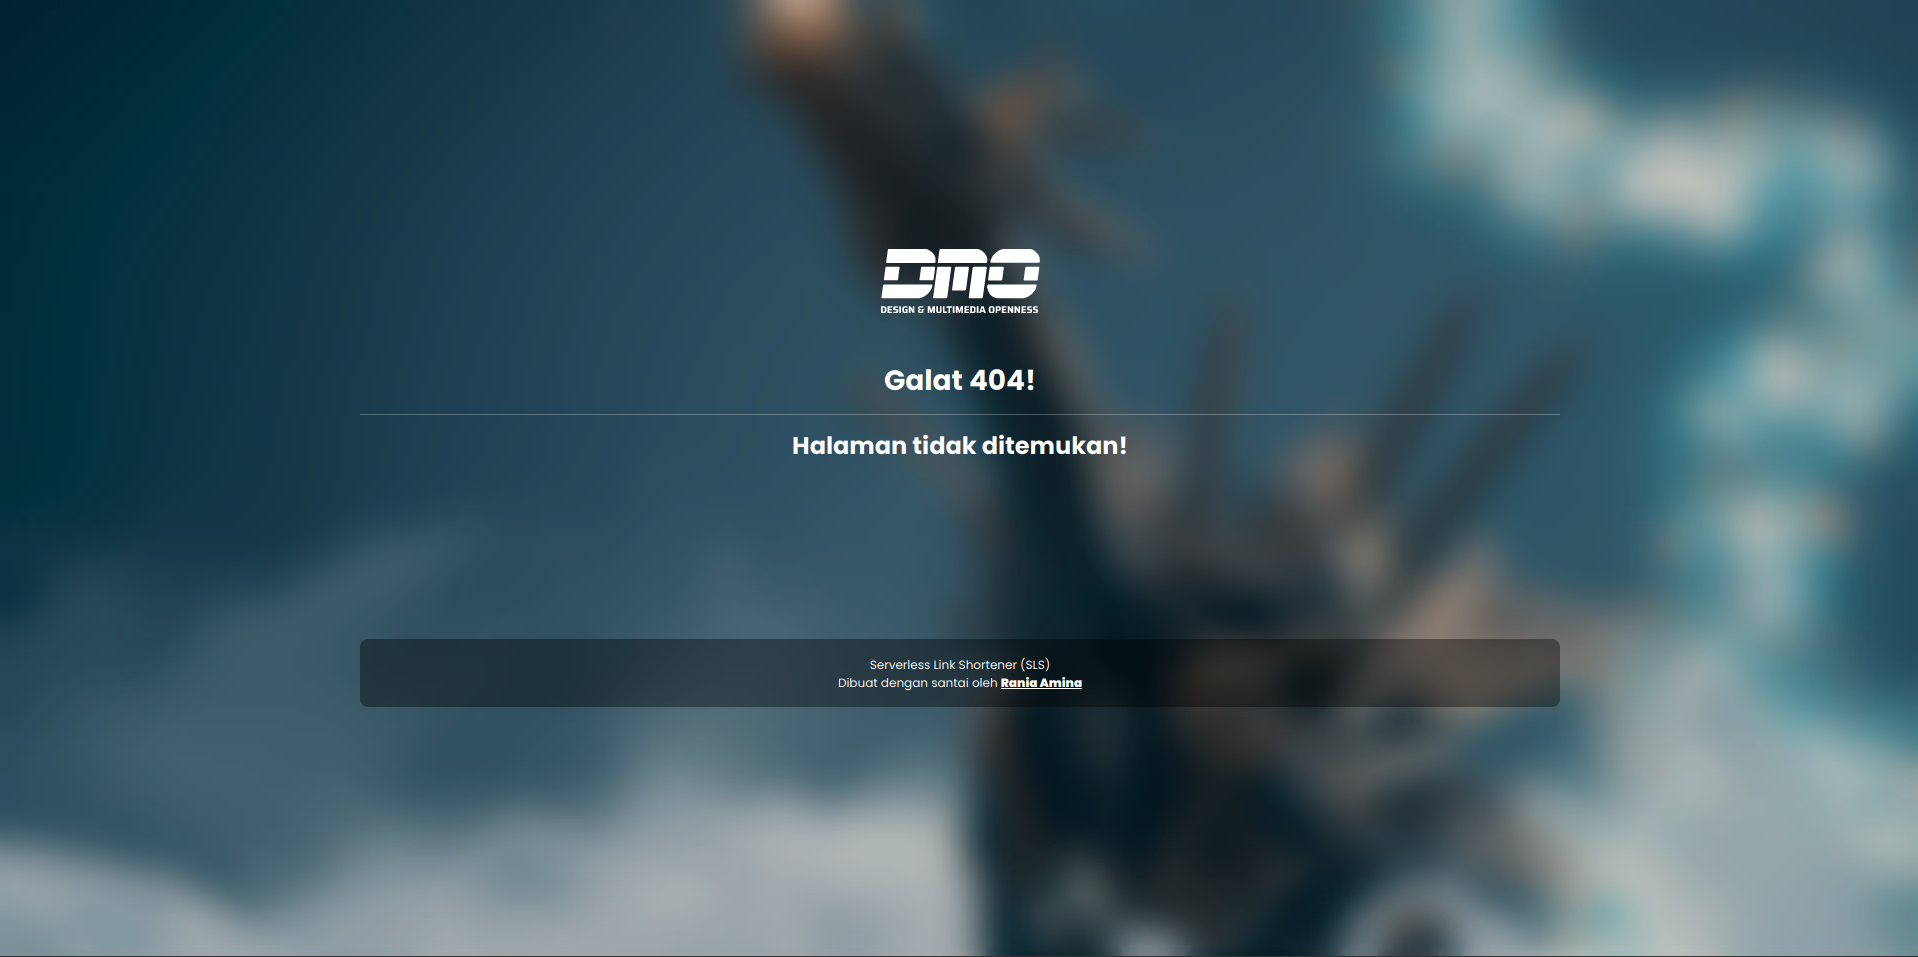 DMO
DESIGN & MULTIMEDIA OPENNESS
Galat 404!
Halaman tidak ditemukan!
Serverless Link Shortener (SLS)
Dibuat dengan santai oleh Rania Amina